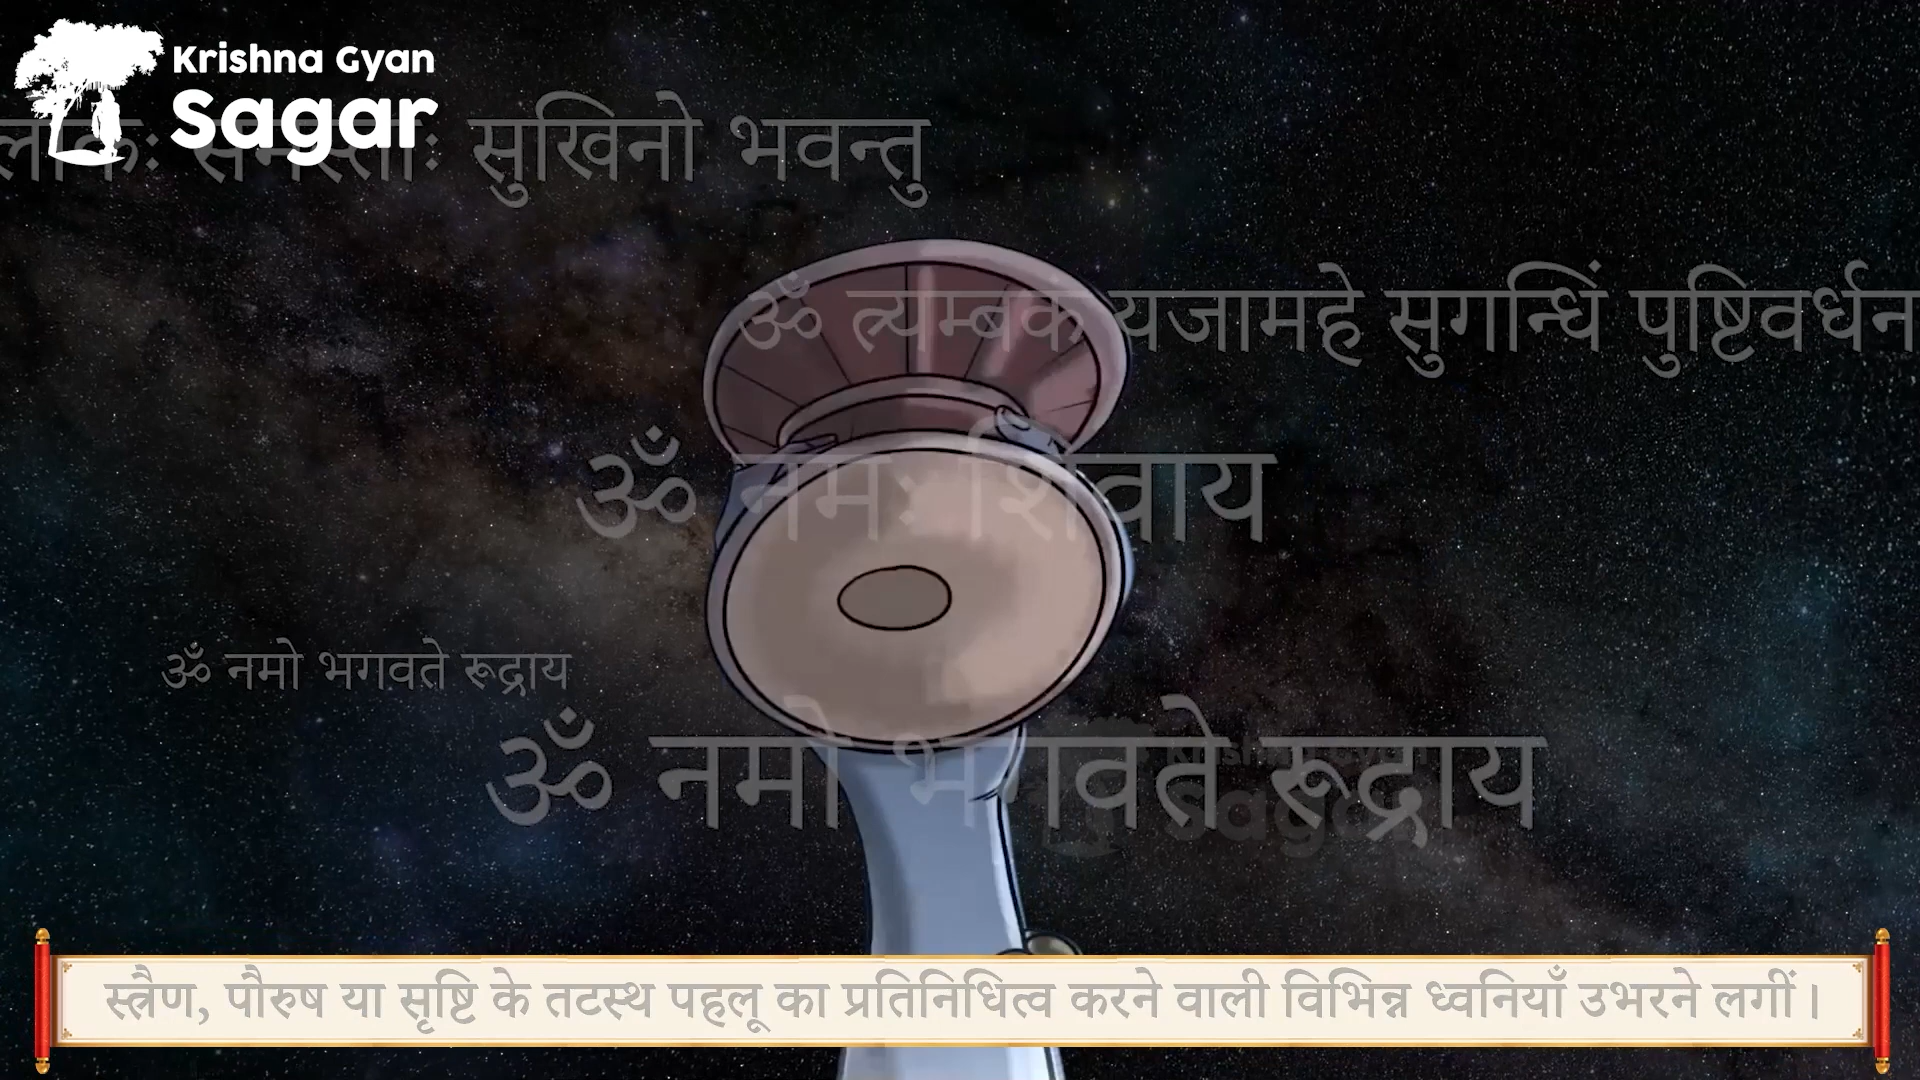 Krishna Gyan
Sagar
सुखिनो भवन्तु
ॐ त्र्यम्बक यजामहे सुगन्धिं पुष्टिवर्धन
ॐ नमः शिवाय
ॐ नमो भगवते रूद्राय
ॐ नमो भगवते रूद्राय
स्त्रैण, पौरुष या सृष्टि के तटस्थ पहलू का प्रतिनिधित्व करने वाली विभिन्न ध्वनियाँ उभरने लगीं।